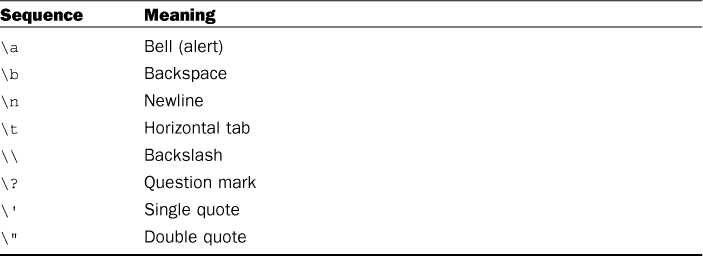 Sequence Meaning
\a Bell (alert)
\b Backspace
\n Newline
\t Horizontal tab
\\ Backslash
\? Question mark
\' Single quote
\" Double quote